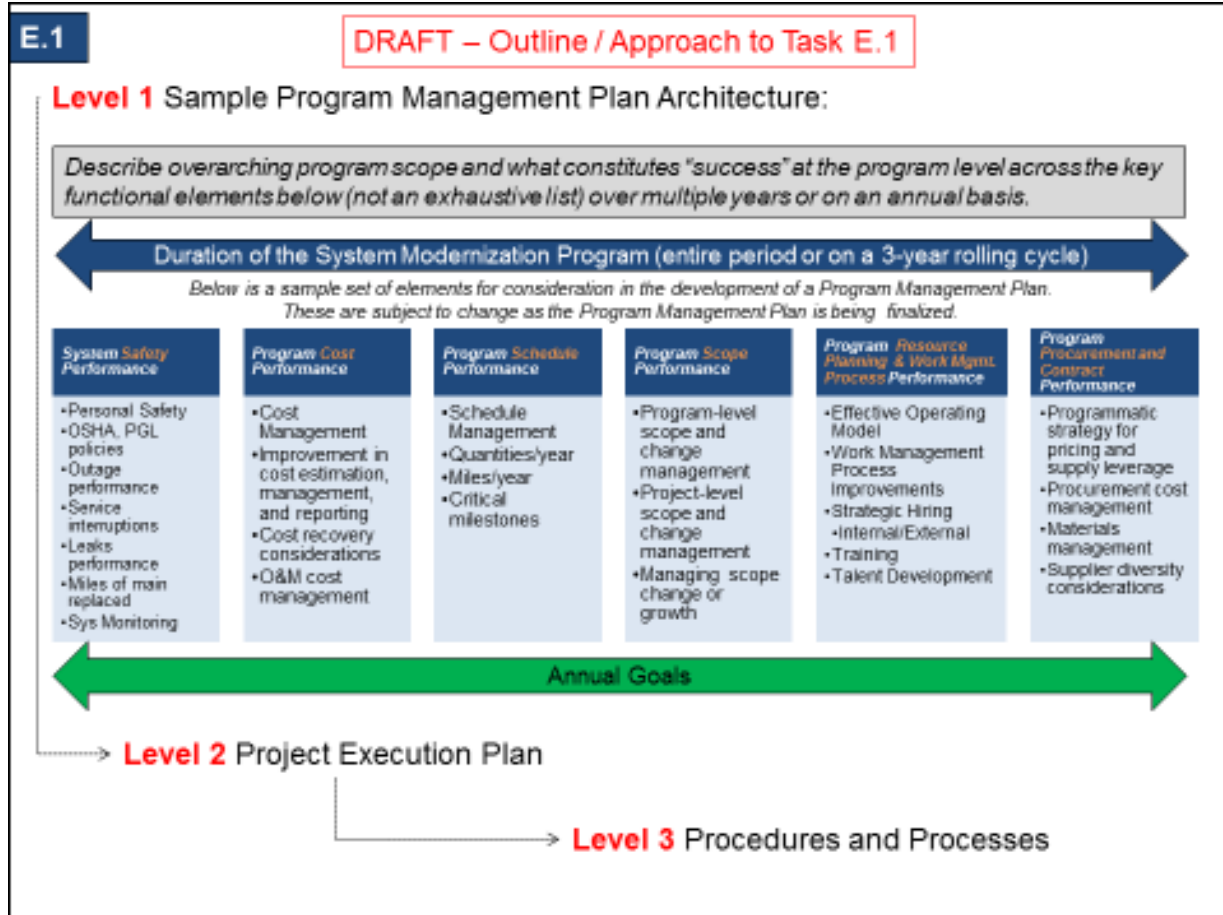 E.1
DRAFT – Outline / Approach to Task E.1
Level 1 Sample Program Management Plan Architecture:
Describe overarching program scope and what constitutes “success” at the program level across the key
functional elements below (not an exhaustive list) over multiple years or on an annual basis.
Duration of the System Modernization Program (entire period or on a 3-year rolling cycle)
Below is a sample set of elements for consideration in the development of a Program Management Plan.
These are subject to change as the Program Management Plan is being finalized.
System Safety
Performance
•Personal Safety
•OSHA, PGL
policies
•Outage
performance
•Service
interruptions
•Leaks
performance
•Miles of main
replaced
•Sys Monitoring
Program Cost
Performance
•Cost
Management
•Improvement in
cost estimation,
management,
and reporting
•Cost recovery
considerations
•O&M cost
management
Program Schedule
Performance
•Schedule
Management
•Quantities/year
•Miles/year
•Critical
milestones
Program Scope
Performance
•Program-level
scope and
change
management
•Project-level
scope and
change
management
•Managing scope
change or
growth
Program Resource
Planning & Work Mgmt.
Process Performance
•Effective Operating
Model
•Work Management
Process
Improvements
•Strategic Hiring
•Internal/External
•Training
•Talent Development
Program
Procurement and
Contract
Performance
•Programmatic
strategy for
pricing and
supply leverage
•Procurement cost
management
•Materials
management
•Supplier diversity
considerations
Annual Goals
Level 2 Project Execution Plan
Level 3 Procedures and Processes